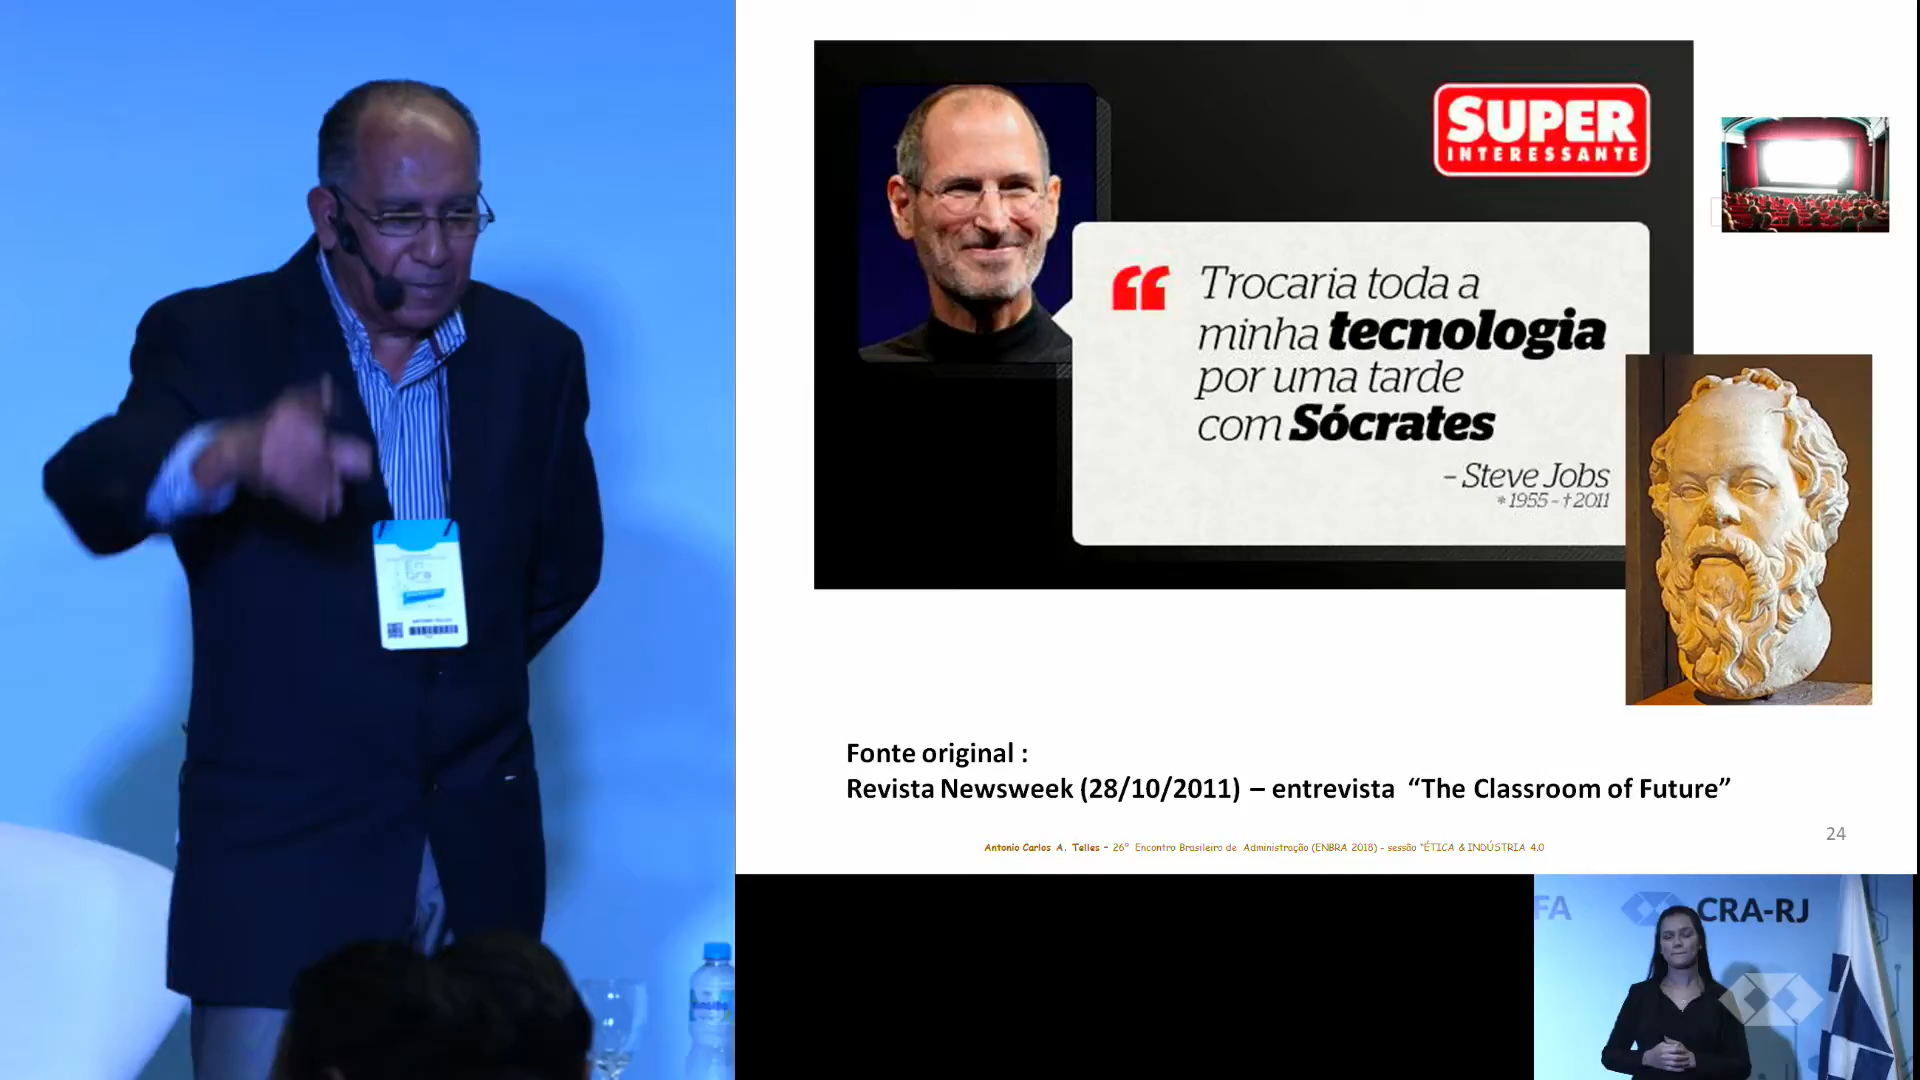 SUPER
INTERESSANTE
“ Trocaria toda a
minha tecnologia
por uma tarde
com Sócrates
– Steve Jobs
* 1955 - † 2011
Fonte original :
Revista Newsweek (28/10/2011) – entrevista “The Classroom of Future”
24
Antonio Carlos A. Telles – 26º Encontro Brasileiro de Administração (ENBRA 2018) - sessão “ÉTICA & INDÚSTRIA 4.0
FA
CRA-RJ